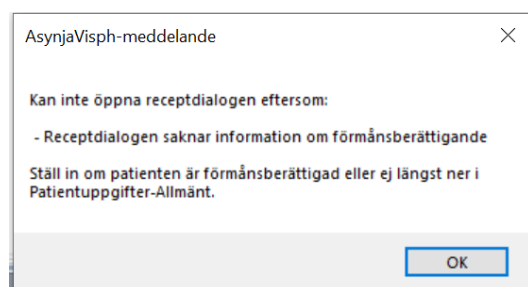 AsynjaVisph-meddelande
Kan inte öppna receptdialogen eftersom:
- Receptdialogen saknar information om förmånsberättigande
Ställ in om patienten är förmånsberättigad eller ej längst ner i
Patientuppgifter-Allmänt.
OK